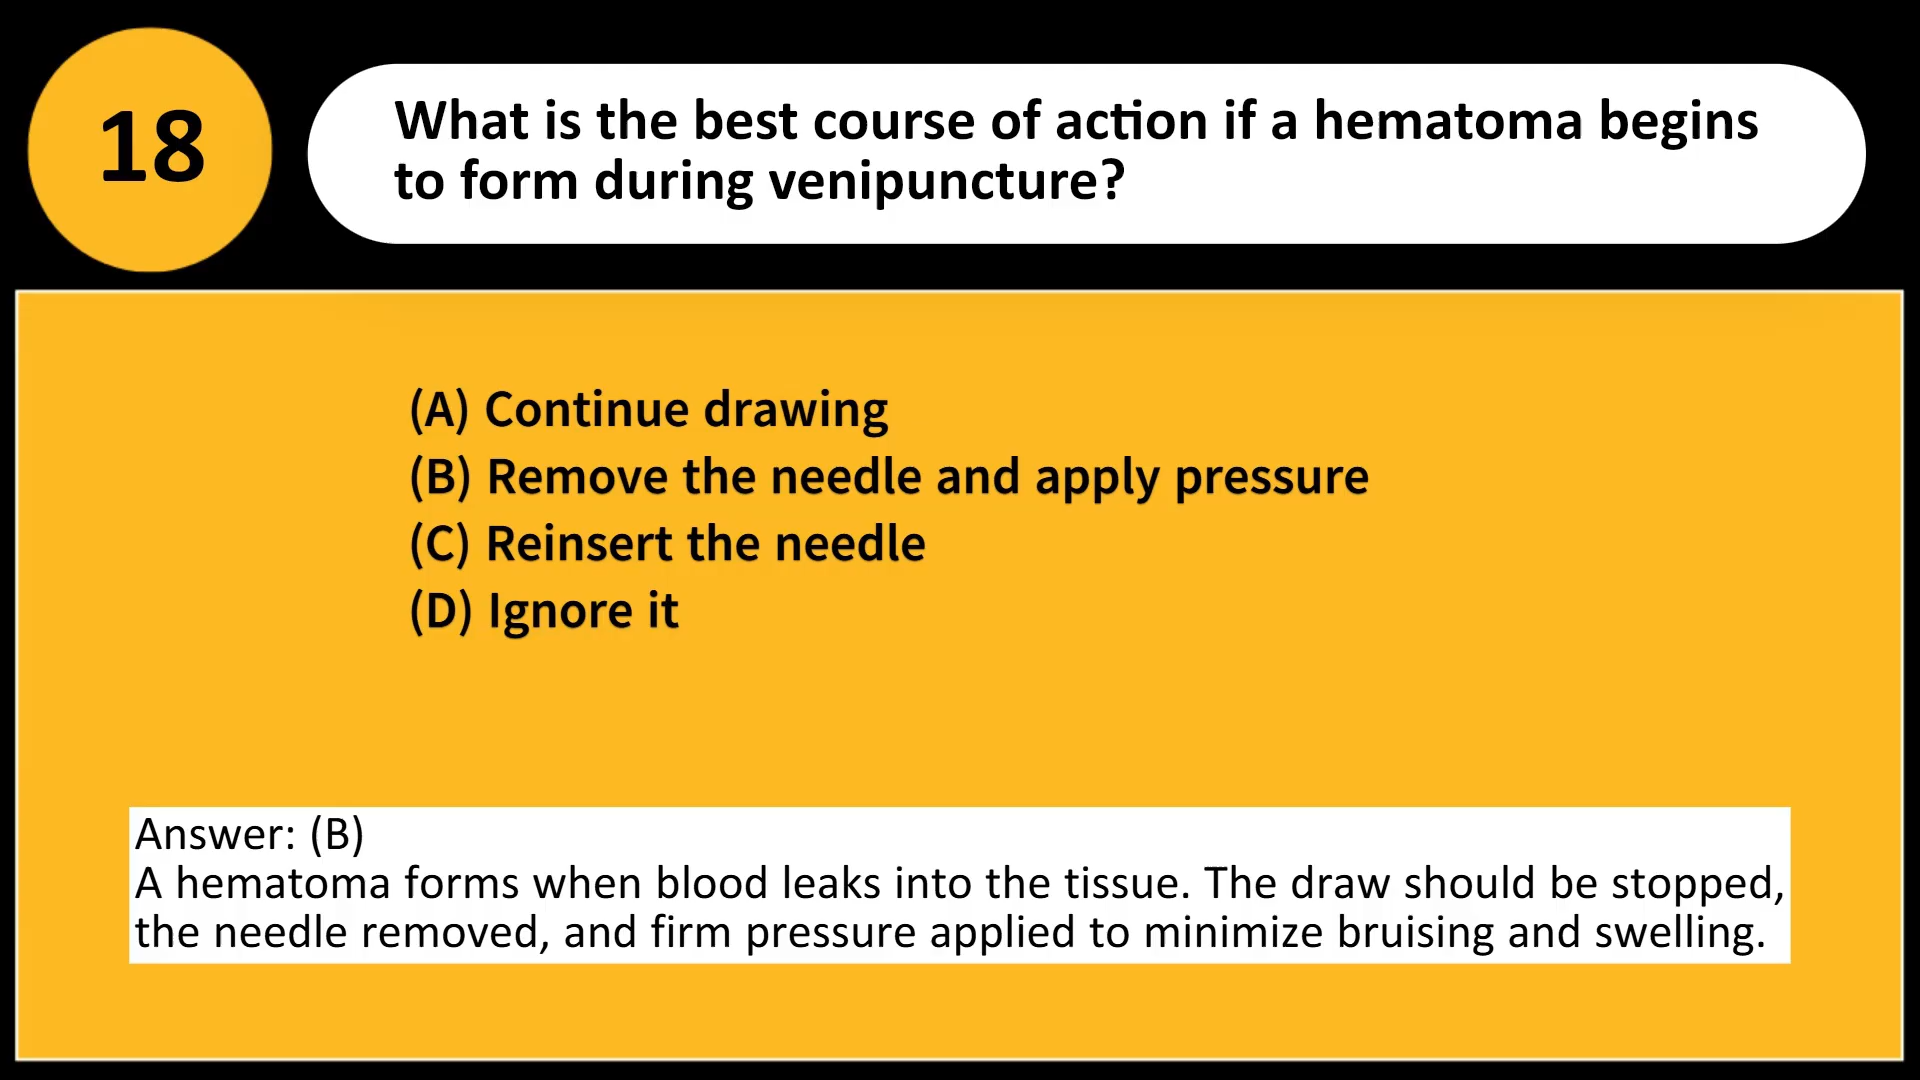 18
What is the best course of action if a hematoma begins
to form during venipuncture?
(A) Continue drawing
(B) Remove the needle and apply pressure
(C) Reinsert the needle
(D) Ignore it
Answer: (B)
A hematoma forms when blood leaks into the tissue. The draw should be stopped,
the needle removed, and firm pressure applied to minimize bruising and swelling.